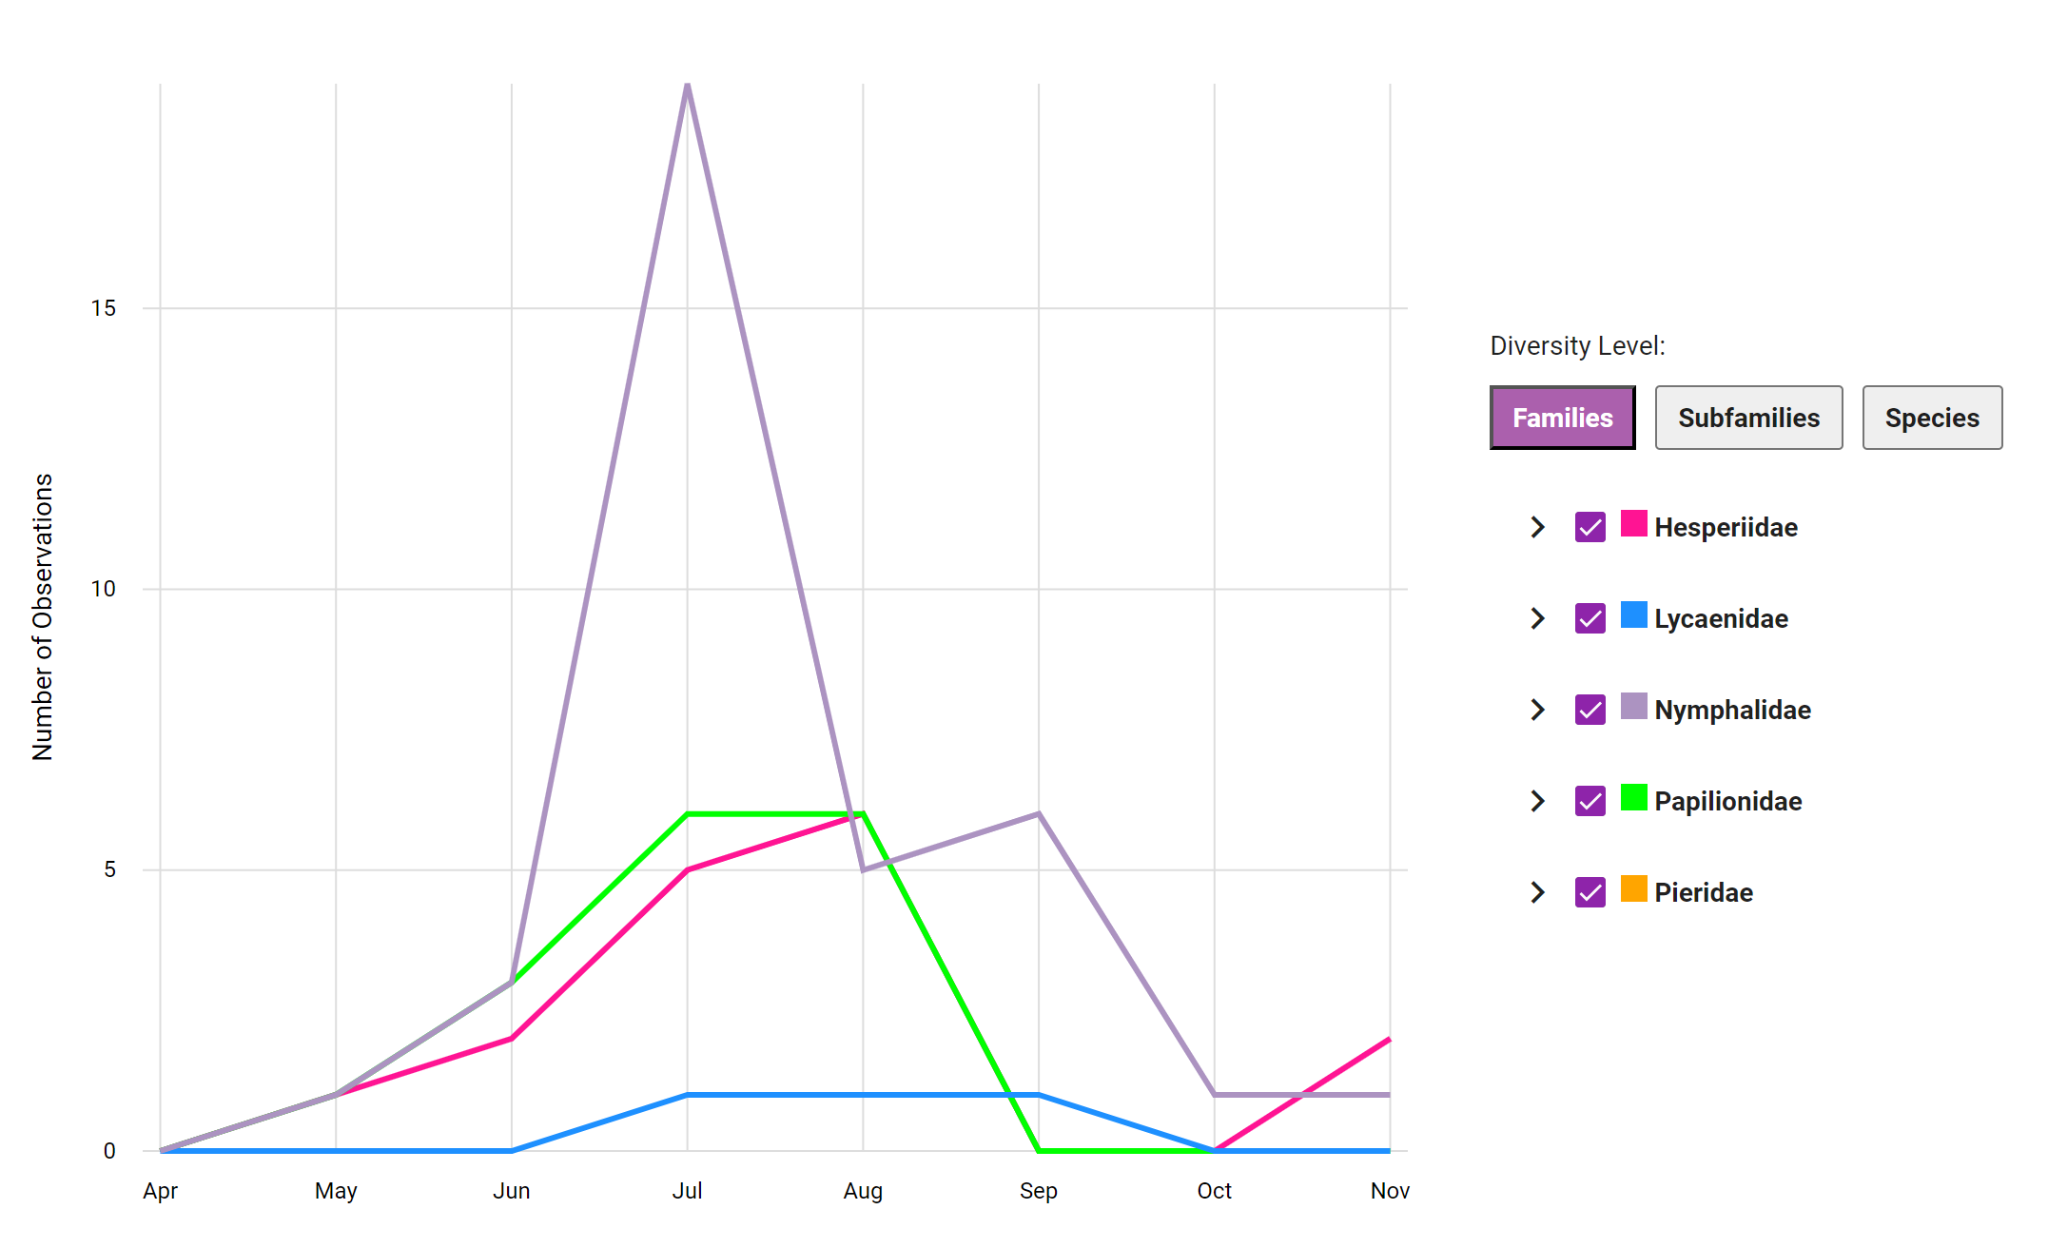 Number of Observations
15
10
5
0
Apr May Jun Jul Aug Sep Oct Nov
Diversity Level:
Families Subfamilies Species
Hesperiidae
Lycaenidae
Nymphalidae
Papilionidae
Pieridae